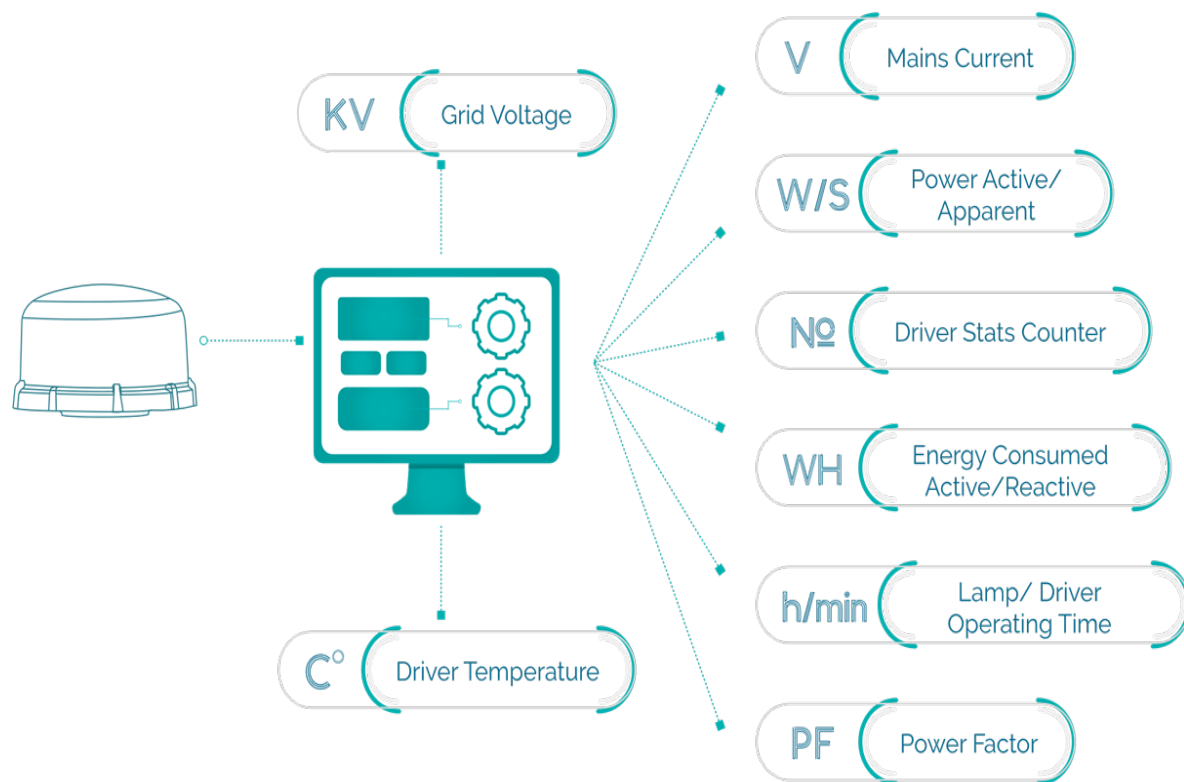 KV
Grid Voltage
C°
Driver Temperature
V
Mains Current
W/S
Power Active/
Apparent
Nº
Driver Stats Counter
WH
Energy Consumed
Active/Reactive
h/min
Lamp/ Driver
Operating Time
PF
Power Factor